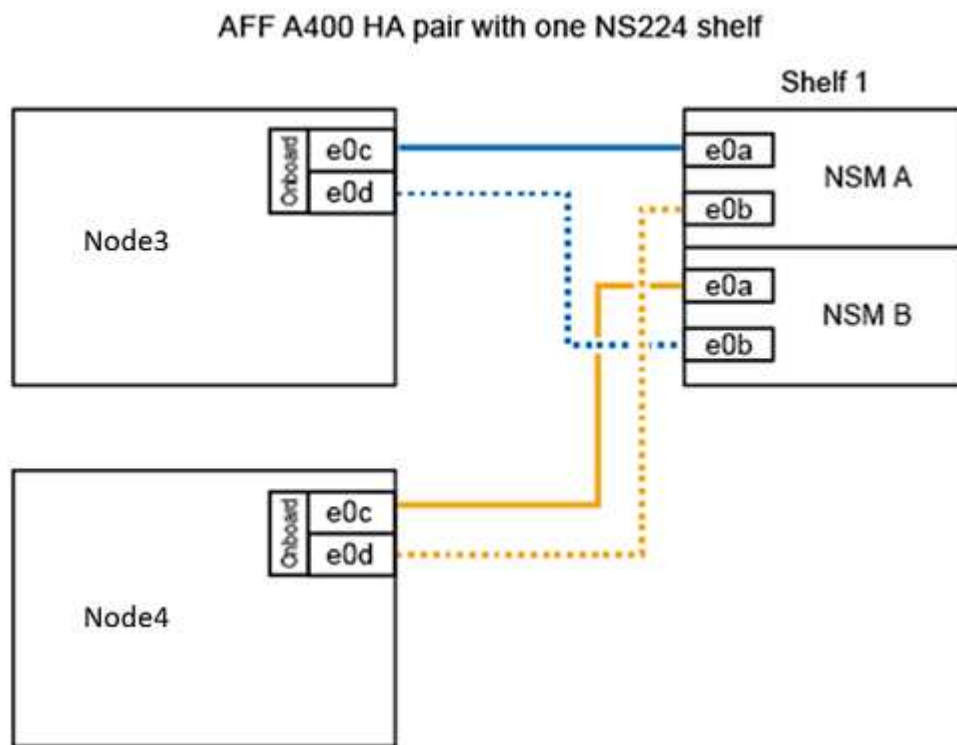 AFF A400 HA pair with one NS224 shelf
Shelf 1
Onboard
e0c
e0d
Node3
e0a
e0b
NSM A
e0a
e0b
NSM B
Onboard
e0c
e0d
Node4